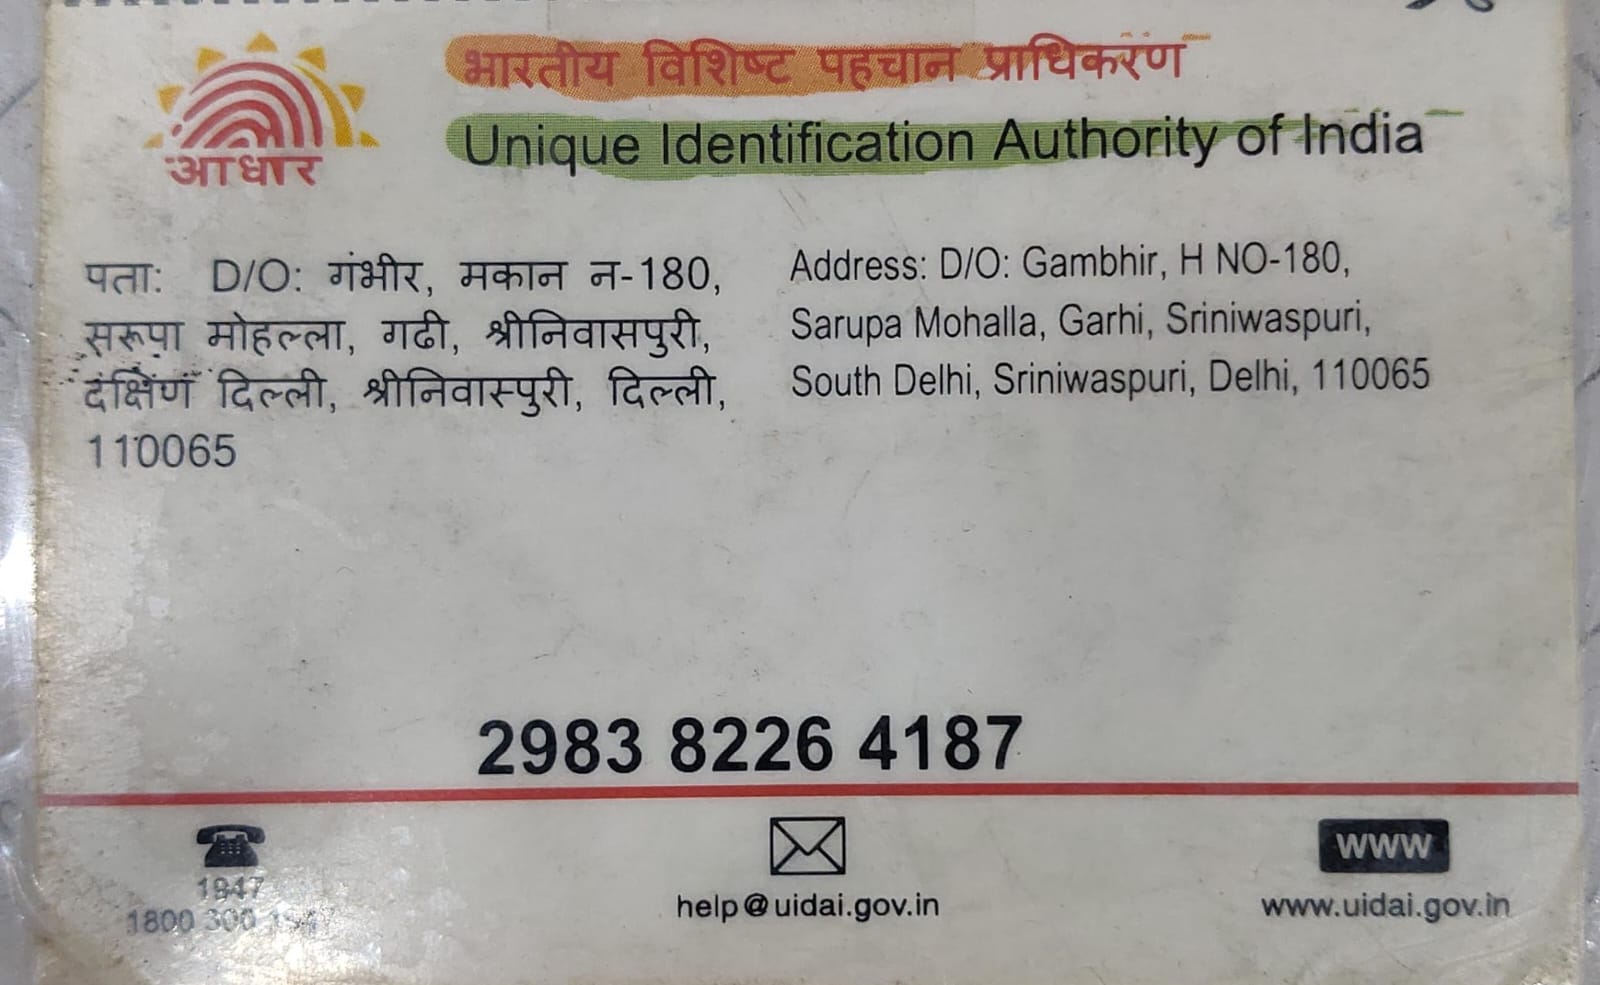 आधार
भारतीय विशिष्ट पहचान प्राधिकरण
Unique Identification Authority of India
पता: D/O: गंभीर, मकान न-180,
सरूपा मोहल्ला, गढी, श्रीनिवासपुरी,
दक्षिण दिल्ली, श्रीनिवास्पुरी, दिल्ली,
110065
Address: D/O: Gambhir, H NO-180,
Sarupa Mohalla, Garhi, Sriniwaspuri,
South Delhi, Sriniwaspuri, Delhi, 110065
2983 8226 4187
1947
1800 300
help@uidai.gov.in
WWW
www.uidai.gov.in